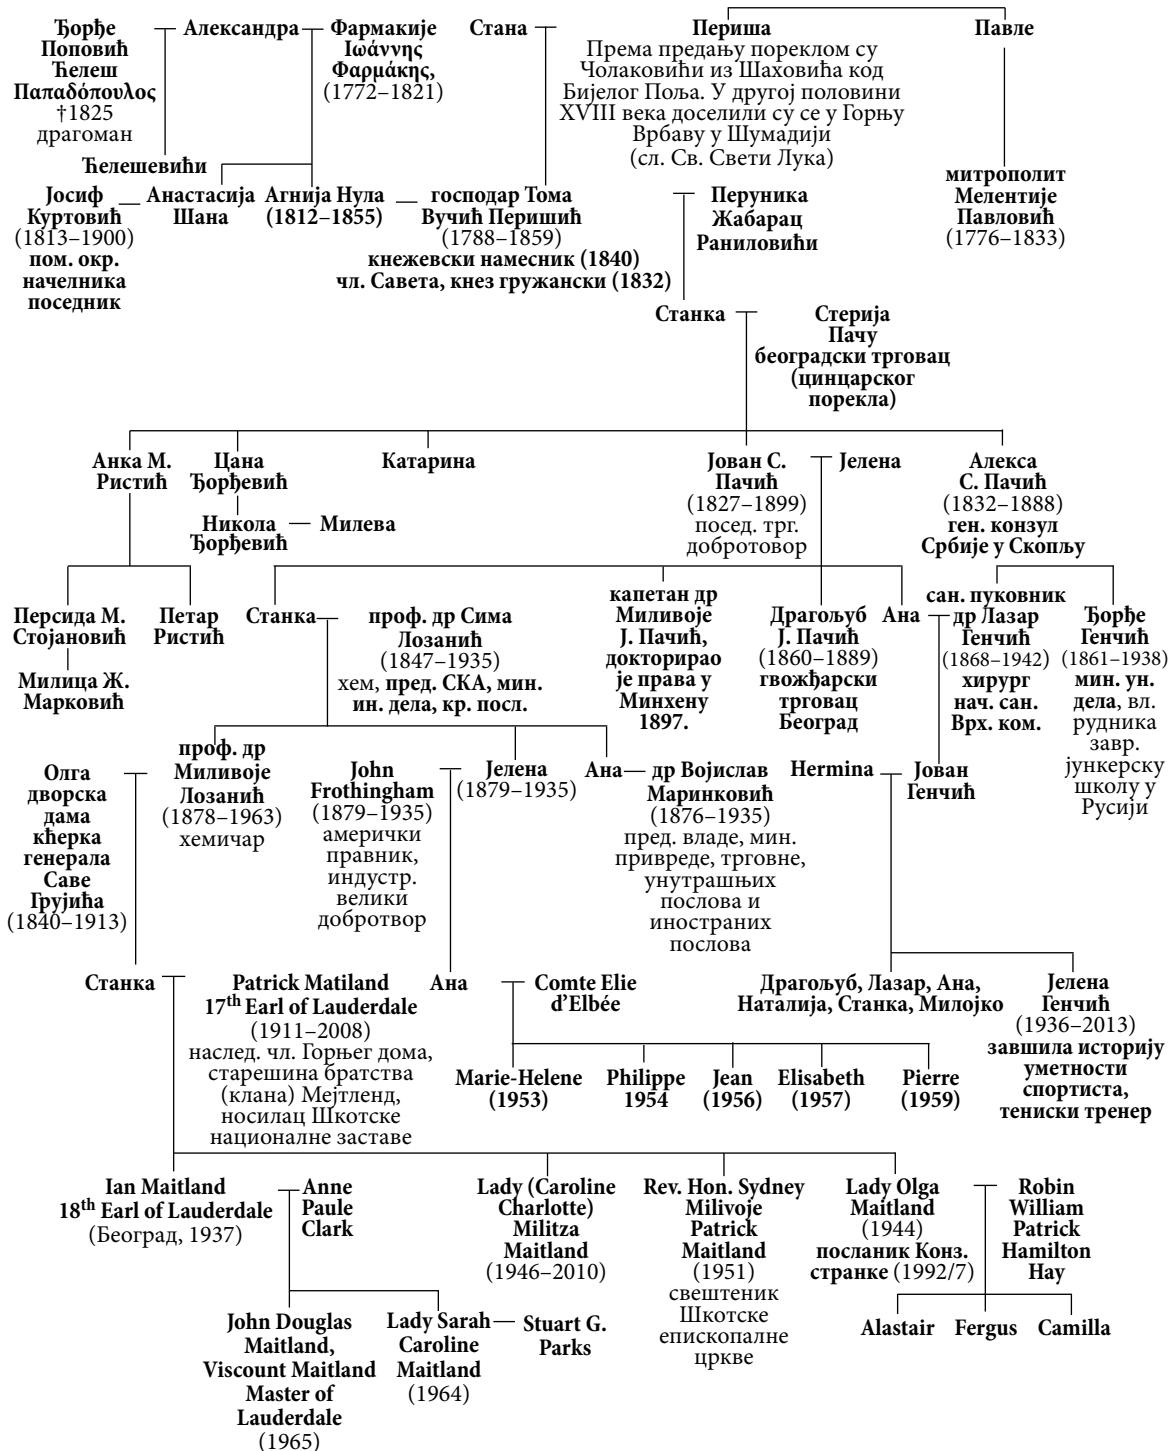 Ђорђе
Поповић
Ћелеш
Παπαδόπουλος
†1825
драгоман
Александра
Фармакије
Ιωάννης
Φαρμάκης,
(1772–1821)
Стана
Периша
Према предању пореклом су
Чолаковићи из Шаховића код
Бијелог Поља. У другој половини
XVIII века доселили су се у Горњу
Врбаву у Шумадији
(сл. Св. Свети Лука)
Павле
Ћелешевићи
Јосиф
Куртовић
(1813–1900)
пом. окр.
начелника
поседник
Анастасија
Шана
Агнија Нула
(1812–1855)
господар Тома
Вучић Перишић
(1788–1859)
кнежевски намесник (1840)
чл. Савета, кнез гружански (1832)
Перуника
Жабарац
Раниловићи
митрополит
Мелентије
Павловић
(1776–1833)
Станка
Стерија
Пачу
београдски трговац
(цинцарског
порекла)
Анка М.
Ристић
Цана
Ђорђевић
Катарина
Јован С.
Пачић
(1827–1899)
посед. трг.
добротовор
Јелена
Алекса
С. Пачић
(1832–1888)
ген. конзул
Србије у Скопљу
Никола
Ђорђевић
Милева
Персида М.
Стојановић
Петар
Ристић
Милица Ж.
Марковић
Станка
проф. др Сима
Лозанић
(1847–1935)
хем, пред. СКА, мин.
ин. дела, кр. посл.
капетан др
Миливоје
Ј. Пачић,
докторирао
је права у
Минхену
1897.
Драгољуб
Ј. Пачић
(1860–1889)
гвожђарски
трговац
Београд
Ана
сан. пуковник
др Лазар
Генчић
(1868–1942)
хирург
нач. сан.
Врх. ком.
Ђорђе
Генчић
(1861–1938)
мин. ун.
дела, вл.
рудника
завр.
јункерску
школу у
Русији
Олга
дворска
дама
кћерка
генерала
Саве
Грујића
(1840–1913)
проф. др
Миливоје
Лозанић
(1878–1963)
хемичар
John
Frothingham
(1879–1935)
амерички
правник,
индустр.
велики
добротвор
Јелена
(1879–1935)
Ана
др Војислав
Маринковић
(1876–1935)
пред. владе, мин.
привреде, трговне,
унутрашњих
послова и
иностраних
послова
Hermina
Јован
Генчић
Станка
Patrick Matiland
17th Earl of Lauderdale
(1911–2008)
наслед. чл. Горњег дома,
старешина братства
(клана) Мејтленд,
носилац Шкотске
националне заставе
Ана
Comte Elie
d'Elbée
Драгољуб, Лазар, Ана,
Наталија, Станка, Милојко
Јелена
Генчић
(1936–2013)
завшила историју
уметности
спортиста,
тениски тренер
Marie-Helene
(1953)
Philippe
1954
Jean
(1956)
Elisabeth
(1957)
Pierre
(1959)
Ian Maitland
18th Earl of Lauderdale
(Београд, 1937)
Anne
Paule
Clark
Lady (Caroline
Charlotte)
Militza
Maitland
(1946–2010)
Rev. Hon. Sydney
Milivoje
Patrick
Maitland
(1951)
свештеник
Шкотске
епископалне
цркве
Lady Olga
Maitland
(1944)
посланик Конз.
странке (1992/7)
Robin
William
Patrick
Hamilton
Hay
John Douglas
Maitland,
Viscount Maitland
Master of
Lauderdale
(1965)
Lady Sarah
Caroline
Maitland
(1964)
Stuart G.
Parks
Alastair
Fergus
Camilla